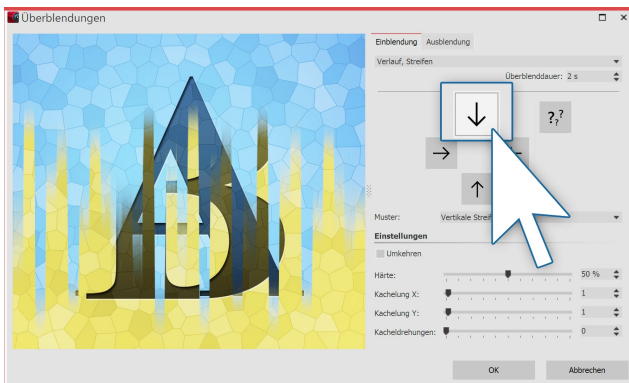 Überblendungen
Einblendung Ausblendung
Verlauf, Streifen
Überblenddauer: 2 s
↓
? ? ?
→
↑
Muster: Vertikale Streif
Einstellungen
Umkehren
Härte: 50 %
Kachelung X: 1
Kachelung Y: 1
Kacheldrehungen: 0
OK Abbrechen